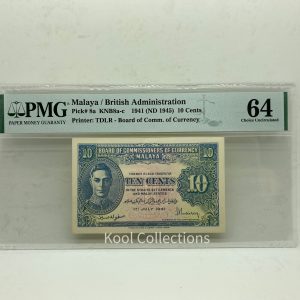 PMG
PAPER MONEY GUARANTY
Malaya / British Administration
Pick# 8a KNB8a-c 1941 (ND 1945) 10 Cents
Printer: TDLR - Board of Comm. of Currency
64
Choice Uncirculated
10 BOARD OF COMMISSIONERS OF CURRENCY 10
MALAYA
TEN CENTS
10
1ST JULY 1941
Kool Collections